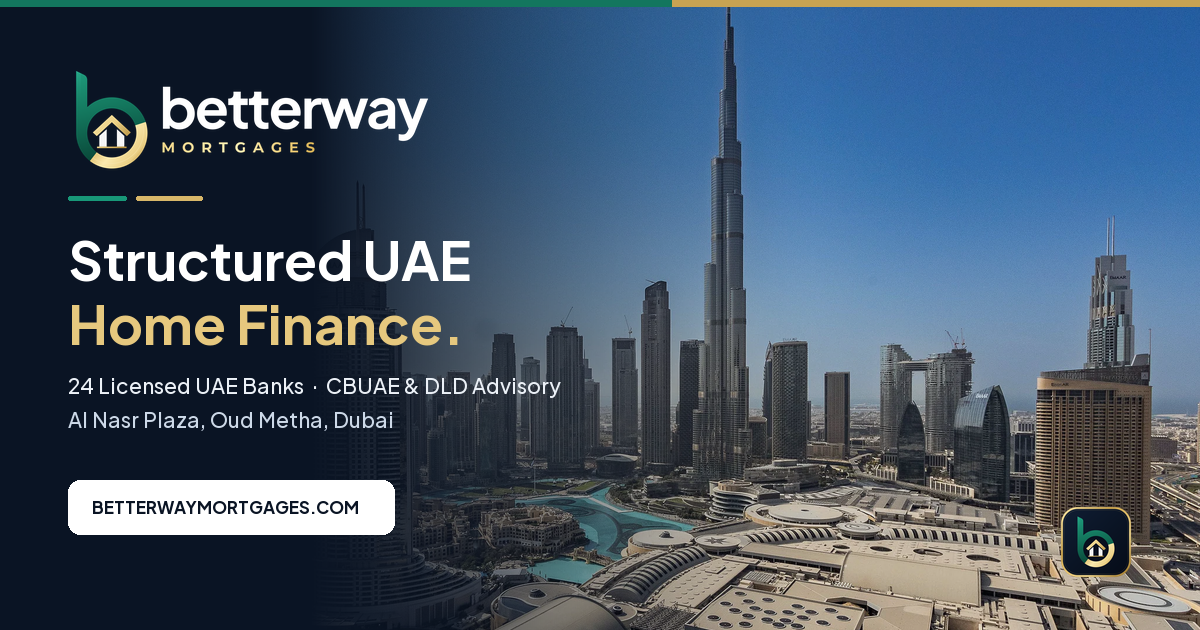 betterway
MORTGAGES
Structured UAE
Home Finance.
24 Licensed UAE Banks · CBUAE & DLD Advisory
Al Nasr Plaza, Oud Metha, Dubai
BETTERWAYMORTGAGES.COM